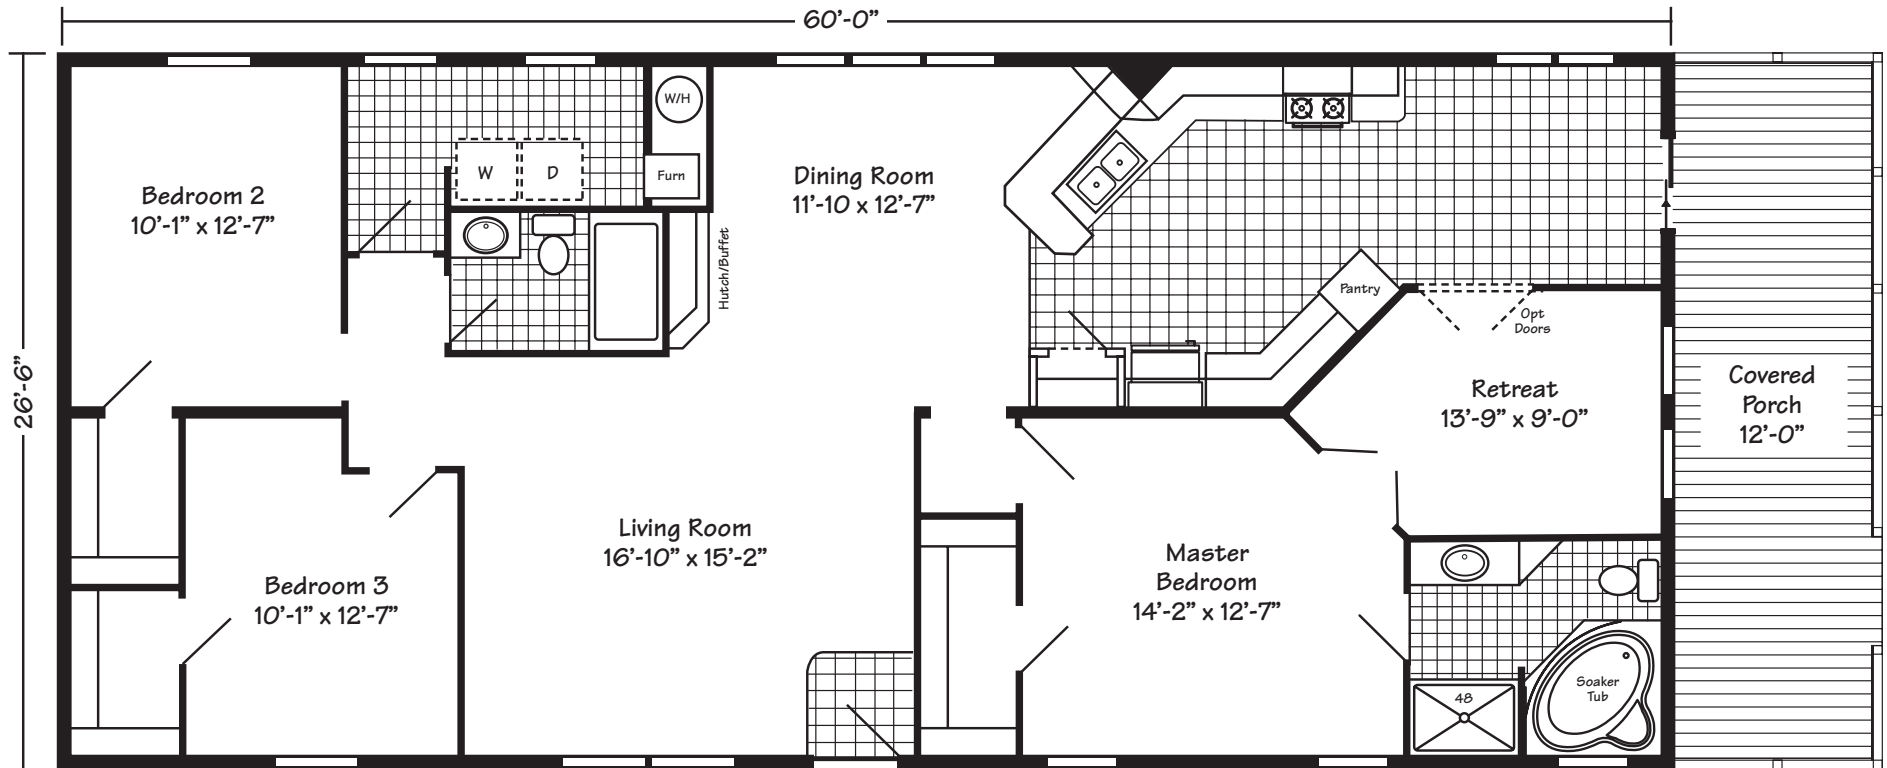 60'-0"
26'-6"
Bedroom 2
10'-1" x 12'-7"
W
D
W/H
Furn
Hutch/Buffet
Dining Room
11'-10 x 12'-7"
Pantry
Opt
Doors
Retreat
13'-9" x 9'-0"
Covered
Porch
12'-0"
Bedroom 3
10'-1" x 12'-7"
Living Room
16'-10" x 15'-2"
Master
Bedroom
14'-2" x 12'-7"
48
Soaker
Tub